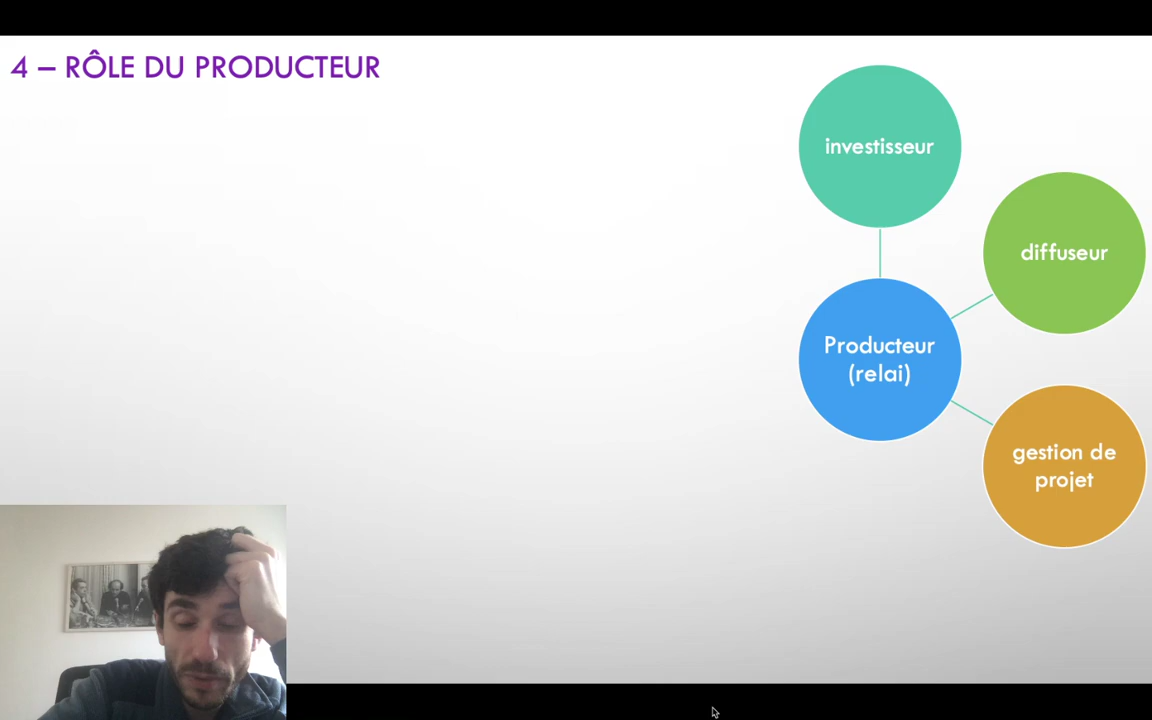 4 – RÔLE DU PRODUCTEUR
investisseur
diffuseur
Producteur
(relai)
gestion de
projet